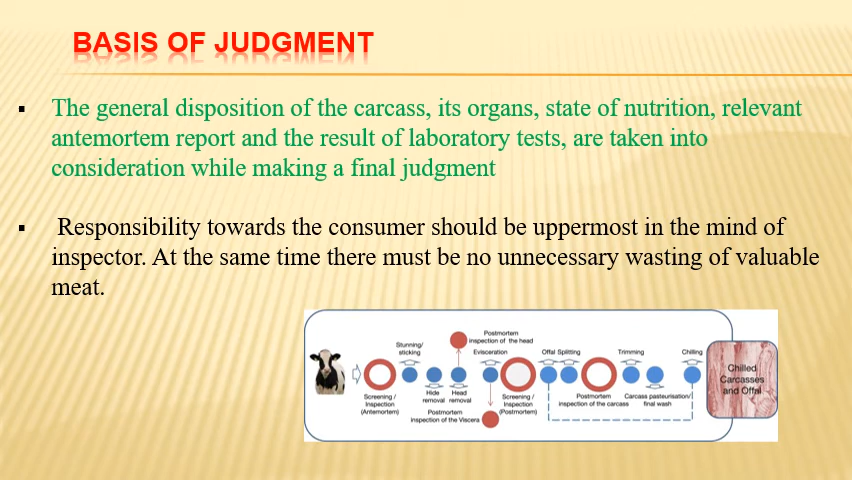 BASIS OF JUDGMENT
▪ The general disposition of the carcass, its organs, state of nutrition, relevant
antemortem report and the result of laboratory tests, are taken into
consideration while making a final judgment
▪ Responsibility towards the consumer should be uppermost in the mind of
inspector. At the same time there must be no unnecessary wasting of valuable
meat.
Stunning/
sticking
Postmortem
inspection of the head
Evisceration
Offal Splitting
Trimming
Chilling
Screening /
Inspection
(Antemortem)
Hide
removal
Head
removal
Postmortem
inspection of the Viscera
Screening /
Inspection
(Postmortem)
Postmortem
inspection of the carcass
Carcass pasteurisation/
final wash
Chilled
Carcasses
and Offal